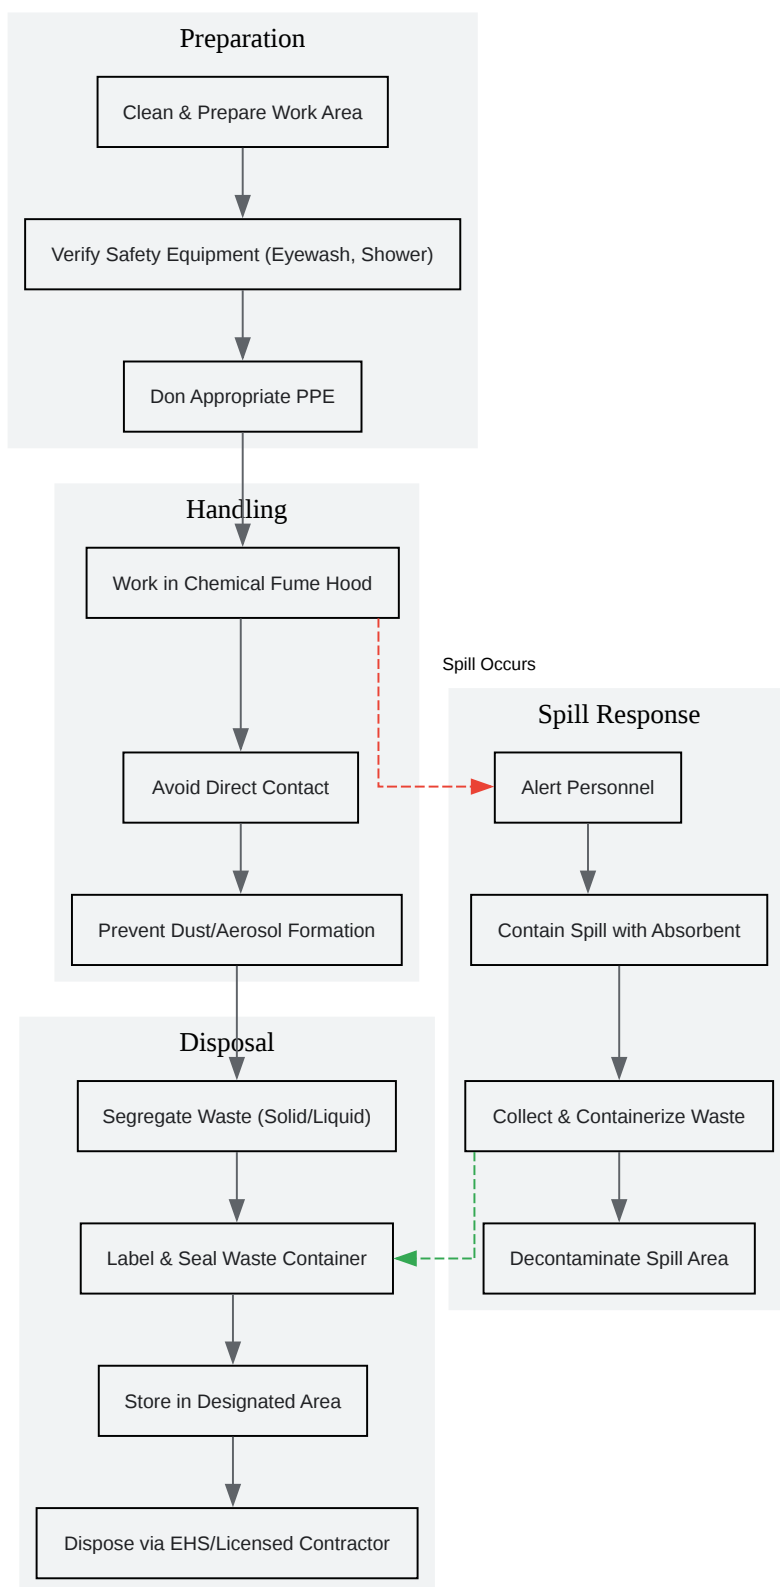 Preparation
Clean & Prepare Work Area
Verify Safety Equipment (Eyewash, Shower)
Don Appropriate PPE
Handling
Work in Chemical Fume Hood
Avoid Direct Contact
Prevent Dust/Aerosol Formation
Spill Occurs
Spill Response
Alert Personnel
Contain Spill with Absorbent
Collect & Containerize Waste
Decontaminate Spill Area
Disposal
Segregate Waste (Solid/Liquid)
Label & Seal Waste Container
Store in Designated Area
Dispose via EHS/Licensed Contractor